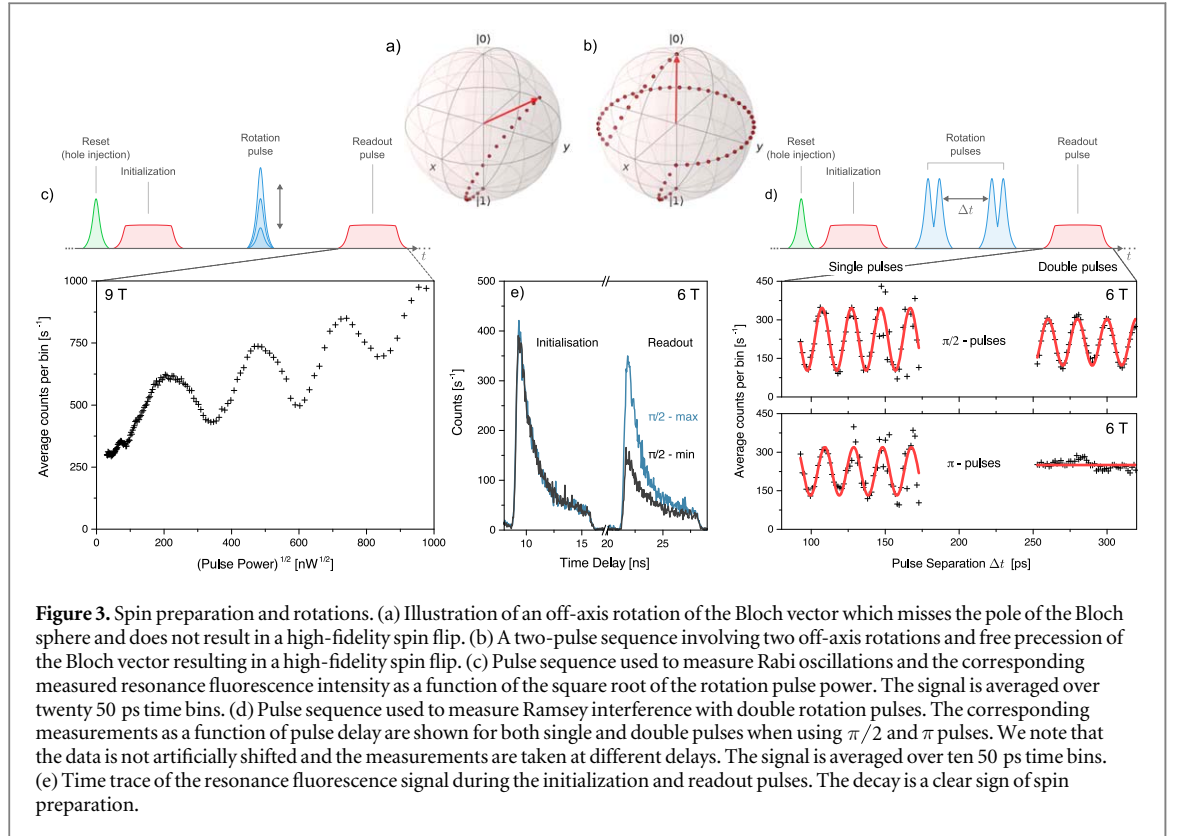 a)
|0⟩
x
y
|1⟩
b)
|0⟩
x
y
|1⟩
c)
Reset
(hole injection)
Initialization
Rotation
pulse
Readout
pulse
... t
9 T
Average counts per bin [s⁻¹]
1000
750
500
250
0
0 200 400 600 800 1000
(Pulse Power)^1/2 [nW^1/2]
e)
6 T
Initialisation
Readout
π/2 - max
π/2 - min
Counts [s⁻¹]
500
400
300
200
100
0
10 15 20 25
Time Delay [ns]
d)
Reset
(hole injection)
Initialization
Rotation
pulses
Δt
Readout
pulse
... t
Single pulses
Double pulses
6 T
π/2 - pulses
450
300
150
0
6 T
π - pulses
450
300
150
0
Average counts per bin [s⁻¹]
100 150 200 250 300
Pulse Separation Δt [ps]
Figure 3. Spin preparation and rotations. (a) Illustration of an off-axis rotation of the Bloch vector which misses the pole of the Bloch
sphere and does not result in a high-fidelity spin flip. (b) A two-pulse sequence involving two off-axis rotations and free precession of
the Bloch vector resulting in a high-fidelity spin flip. (c) Pulse sequence used to measure Rabi oscillations and the corresponding
measured resonance fluorescence intensity as a function of the square root of the rotation pulse power. The signal is averaged over
twenty 50 ps time bins. (d) Pulse sequence used to measure Ramsey interference with double rotation pulses. The corresponding
measurements as a function of pulse delay are shown for both single and double pulses when using π/2 and π pulses. We note that
the data is not artificially shifted and the measurements are taken at different delays. The signal is averaged over ten 50 ps time bins.
(e) Time trace of the resonance fluorescence signal during the initialization and readout pulses. The decay is a clear sign of spin
preparation.